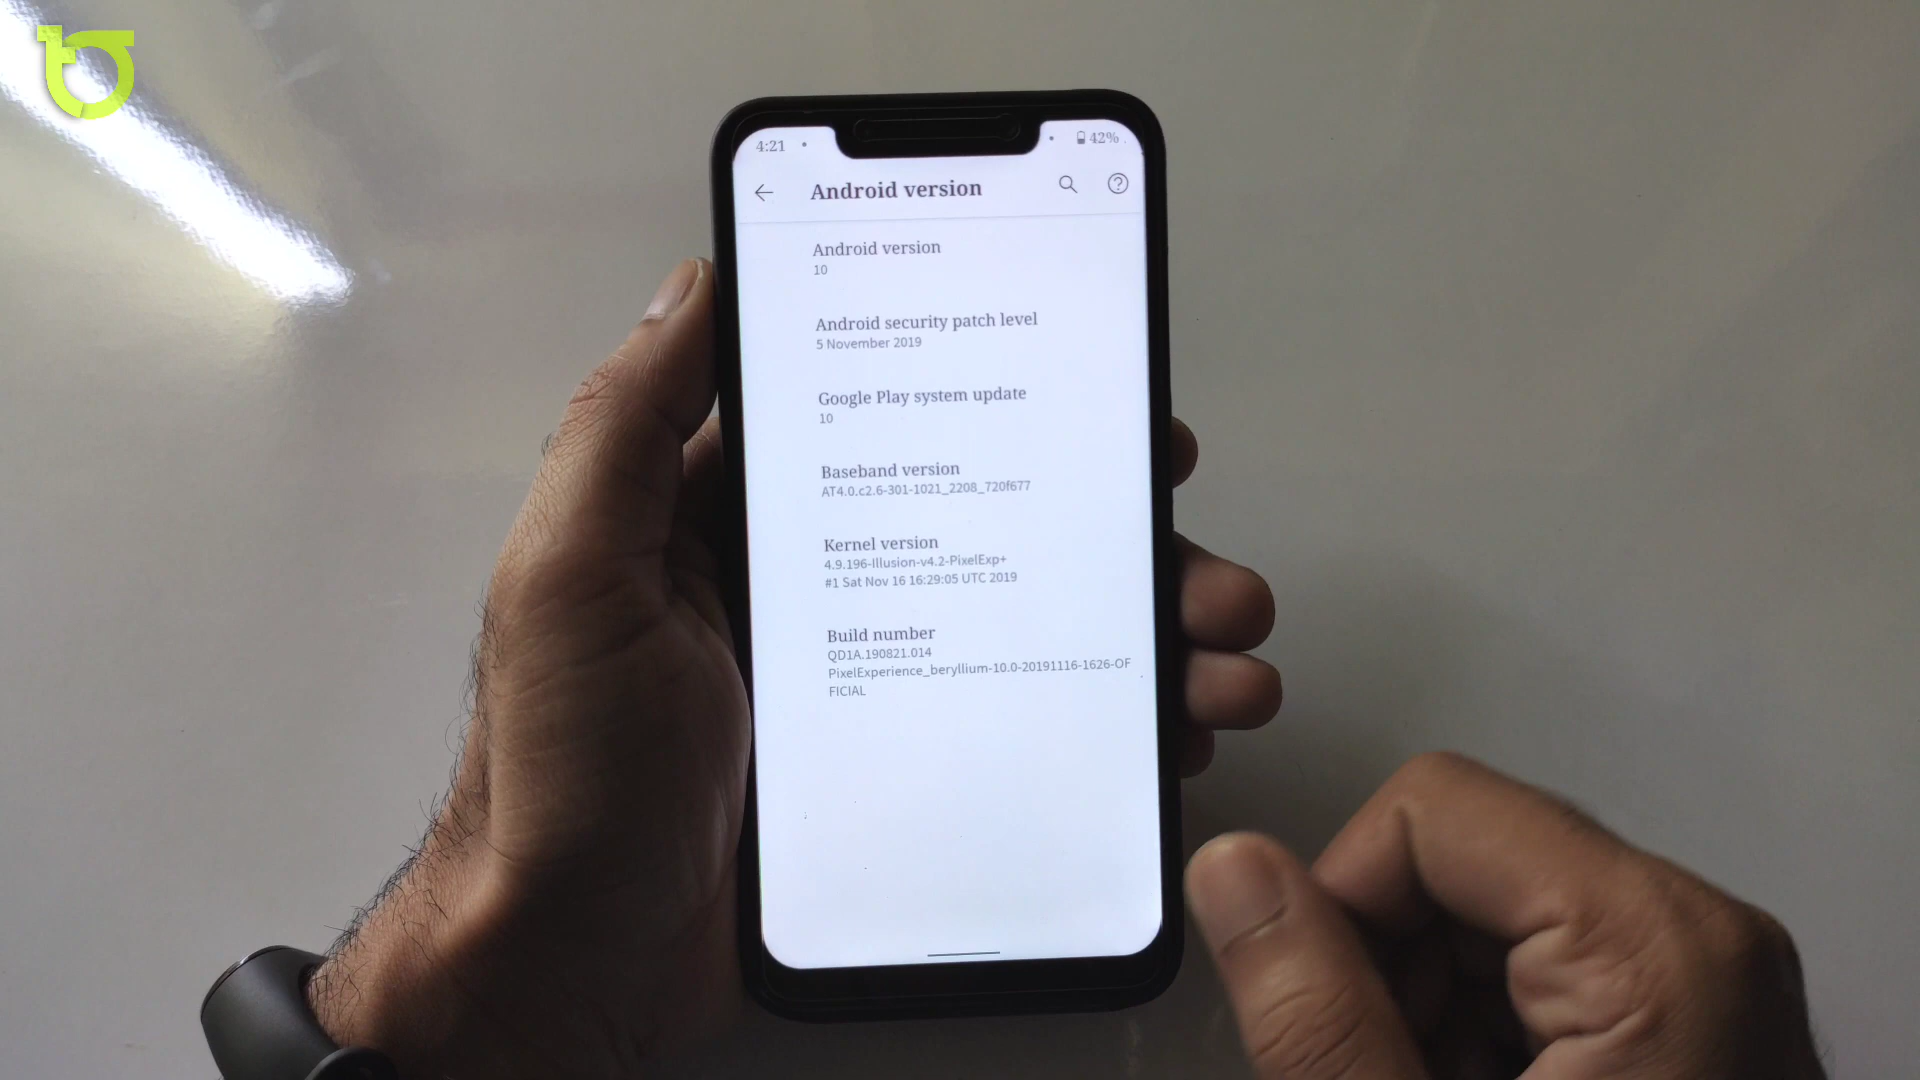 4:21
42%
Android version
Android version
10
Android security patch level
5 November 2019
Google Play system update
10
Baseband version
AT4.0.c2.6-301-1021_2208_720f677
Kernel version
4.9.196-Illusion-v4.2-PixelExp+
#1 Sat Nov 16 16:29:05 UTC 2019
Build number
QD1A.190821.014
PixelExperience_beryllium-10.0-20191116-1626-OF
FICIAL